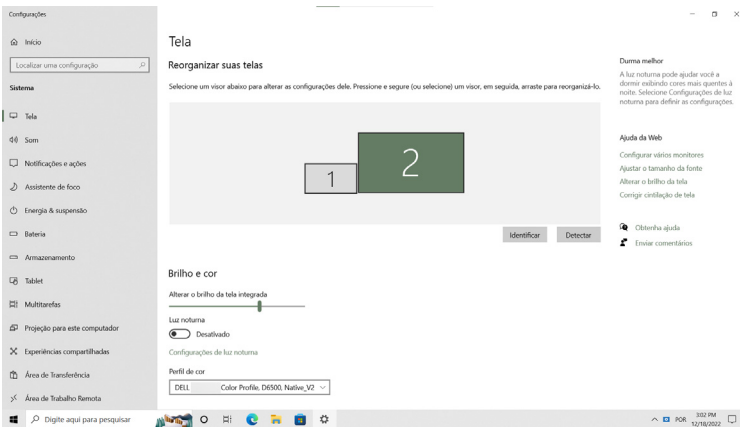 Configurações
Início
Localizar uma configuração
Sistema
Tela
Som
Notificações e ações
Assistente de foco
Energia & suspensão
Bateria
Armazenamento
Tablet
Multitarefas
Projeção para este computador
Experiências compartilhadas
Área de Transferência
Área de Trabalho Remota
Tela
Reorganizar suas telas
Selecione um visor abaixo para alterar as configurações dele. Pressione e segure (ou selecione) um visor, em seguida, arraste para reorganizá-lo.
1
2
Identificar
Detectar
Brilho e cor
Alterar o brilho da tela integrada
Luz noturna
Desativado
Configurações de luz noturna
Perfil de cor
DELL Color Profile, D6500, Native_V2
Durma melhor
A luz noturna pode ajudar você a
dormir exibindo cores mais quentes à
noite. Selecione Configurações de luz
noturna para definir as configurações.
Ajuda da Web
Configurar vários monitores
Ajustar o tamanho da fonte
Alterar o brilho da tela
Corrigir cintilação de tela
Obtenha ajuda
Enviar comentários
Digite aqui para pesquisar
POR
3:02 PM
12/18/2022